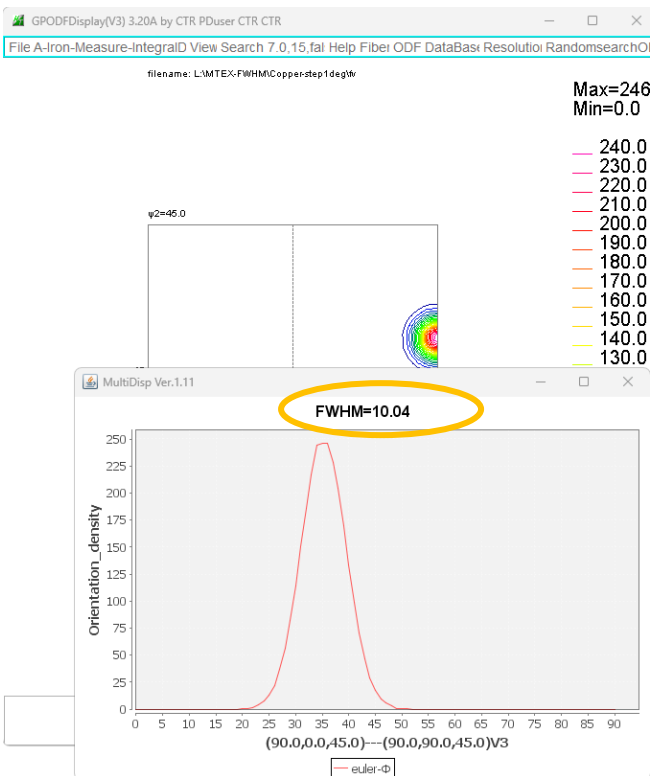 GPODFDisplay(V3) 3.20A by CTR PDuser CTR CTR
File A-Iron-Measure-IntegralD View Search 7.0,15,fal Help Fiber ODF DataBase Resolution RandomsearchOI
filename: L:\MTEX-FWHM\Copper-step1deg\fv
Max=246
Min=0.0
240.0
230.0
220.0
210.0
200.0
190.0
180.0
170.0
160.0
150.0
140.0
130.0
ψ2=45.0
MultiDisp Ver.1.11
FWHM=10.04
Orientation_density
250
225
200
175
150
125
100
75
50
25
0
0 5 10 15 20 25 30 35 40 45 50 55 60 65 70 75 80 85 90
(90.0,0.0,45.0)---(90.0,90.0,45.0)V3
euler-Φ